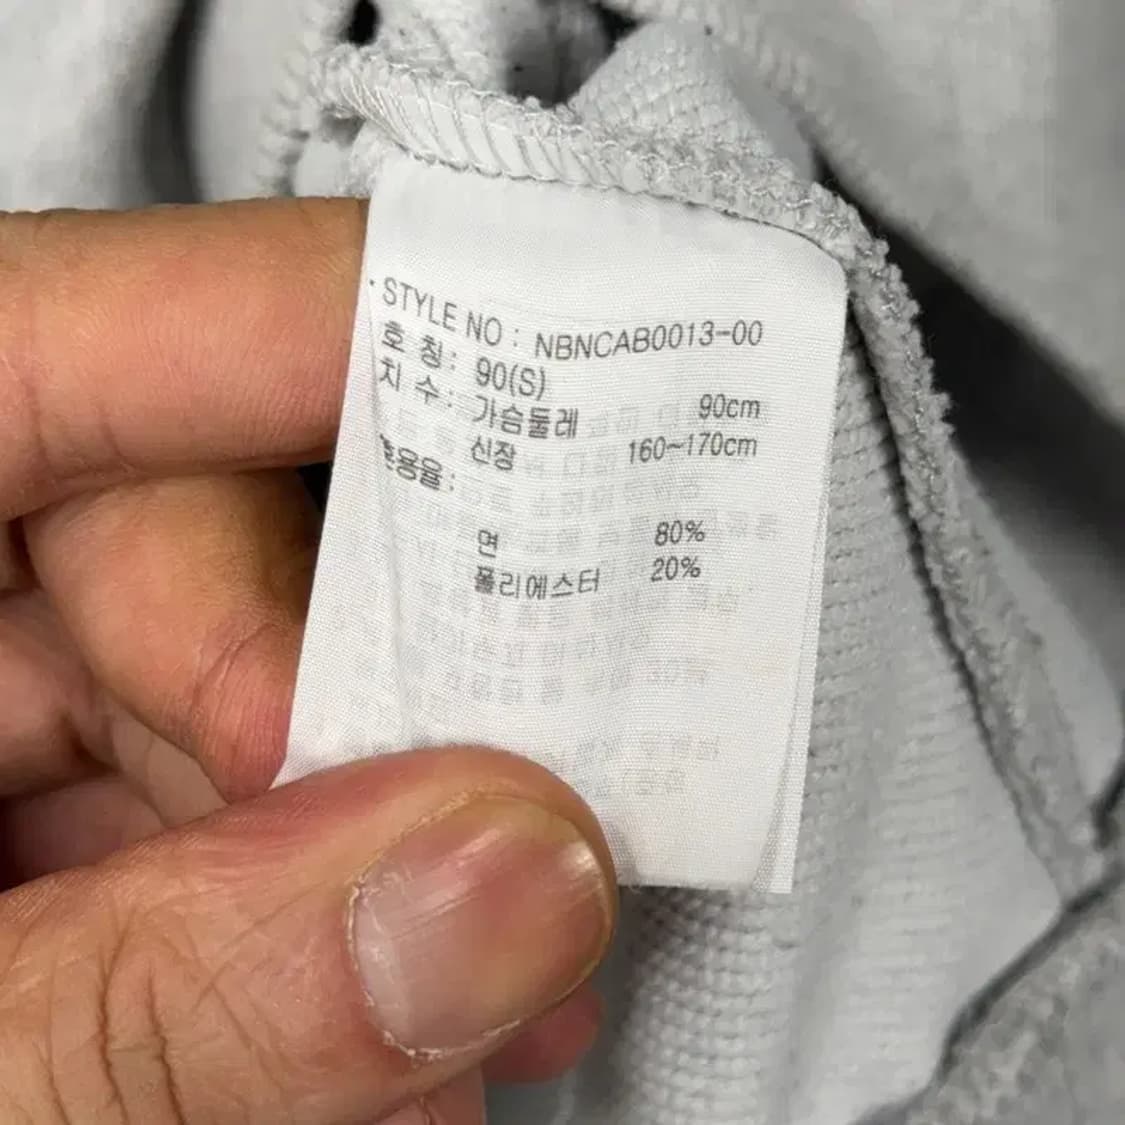 · STYLE NO : NBNCAB0013-00
호 칭 : 90(S)
치 수 : 가슴둘레 90cm
신장 160~170cm
혼용율 :
면 80%
폴리에스터 20%